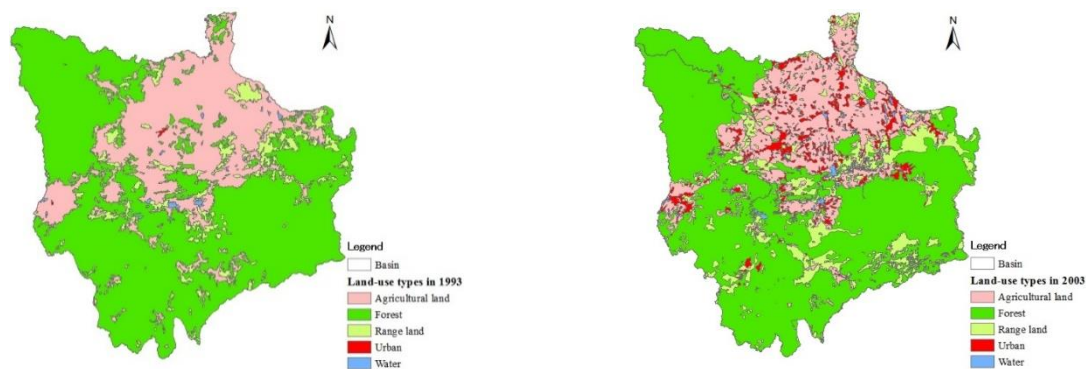 N
Legend
Basin
Land-use types in 1993
Agricultural land
Forest
Range land
Urban
Water
N
Legend
Basin
Land-use types in 2003
Agricultural land
Forest
Range land
Urban
Water